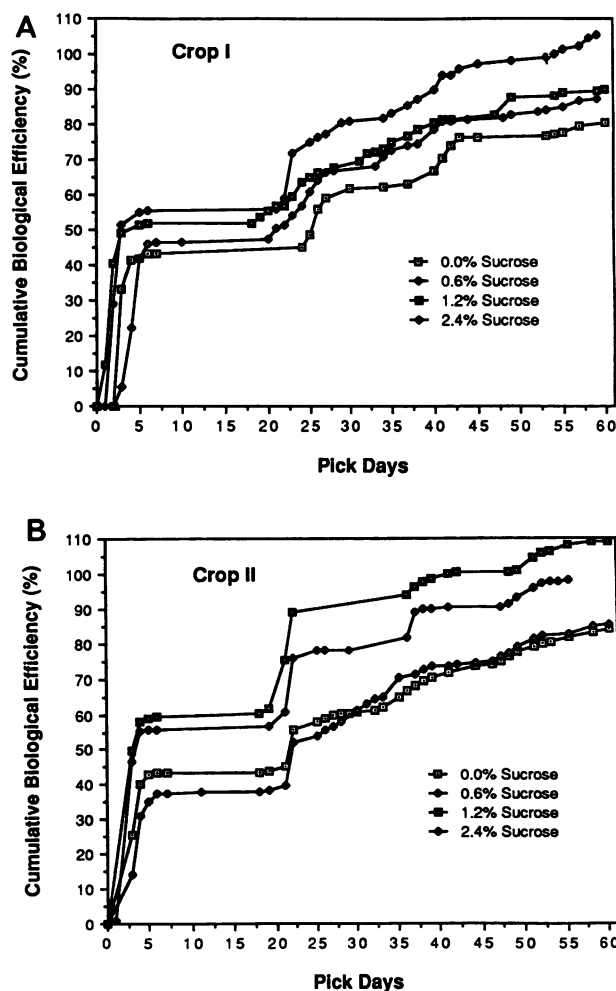 A
Crop I
Cumulative Biological Efficiency (%)
110
100
90
80
70
60
50
40
30
20
10
0
0.0% Sucrose
0.6% Sucrose
1.2% Sucrose
2.4% Sucrose
0 5 10 15 20 25 30 35 40 45 50 55 60
Pick Days
B
Crop II
Cumulative Biological Efficiency (%)
110
100
90
80
70
60
50
40
30
20
10
0
0.0% Sucrose
0.6% Sucrose
1.2% Sucrose
2.4% Sucrose
0 5 10 15 20 25 30 35 40 45 50 55 60
Pick Days